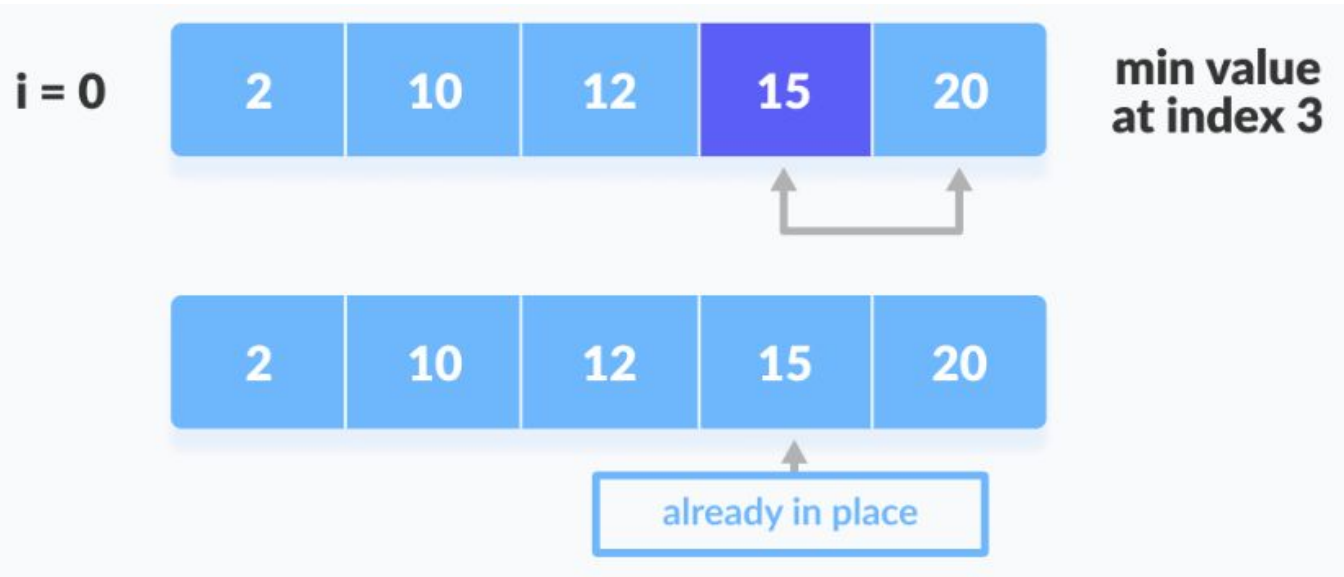 i = 0
2 10 12 15 20
min value
at index 3
2 10 12 15 20
already in place